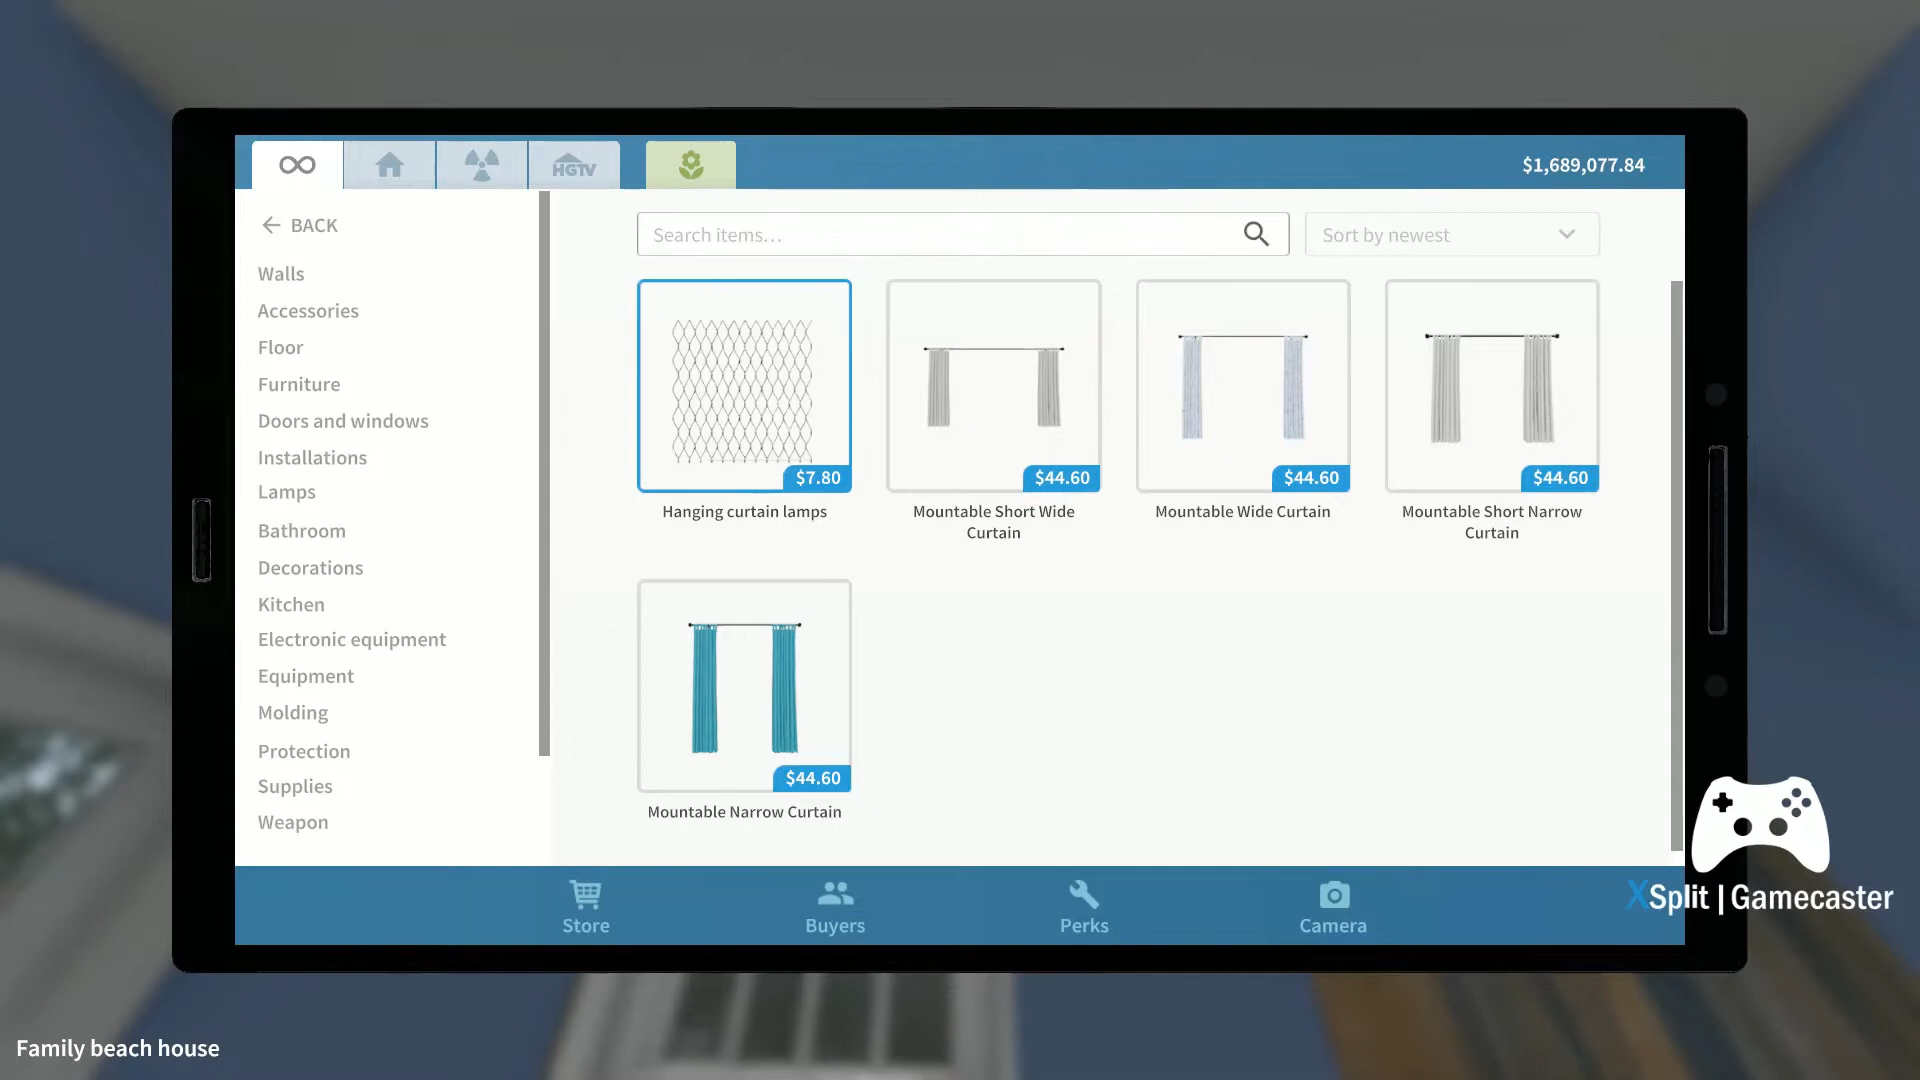 HGTV
$1,689,077.84
BACK
Search items...
Sort by newest
Walls
Accessories
Floor
Furniture
Doors and windows
Installations
Lamps
Bathroom
Decorations
Kitchen
Electronic equipment
Equipment
Molding
Protection
Supplies
Weapon
$7.80
Hanging curtain lamps
$44.60
Mountable Short Wide
Curtain
$44.60
Mountable Wide Curtain
$44.60
Mountable Short Narrow
Curtain
$44.60
Mountable Narrow Curtain
Store
Buyers
Perks
Camera
XSplit | Gamecaster
Family beach house